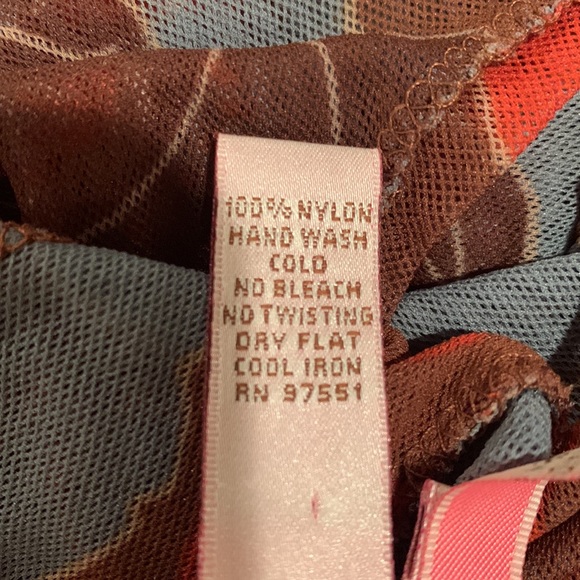 100% NYLON
HAND WASH
COLD
NO BLEACH
NO TWISTING
DRY FLAT
COOL IRON
RN 97551